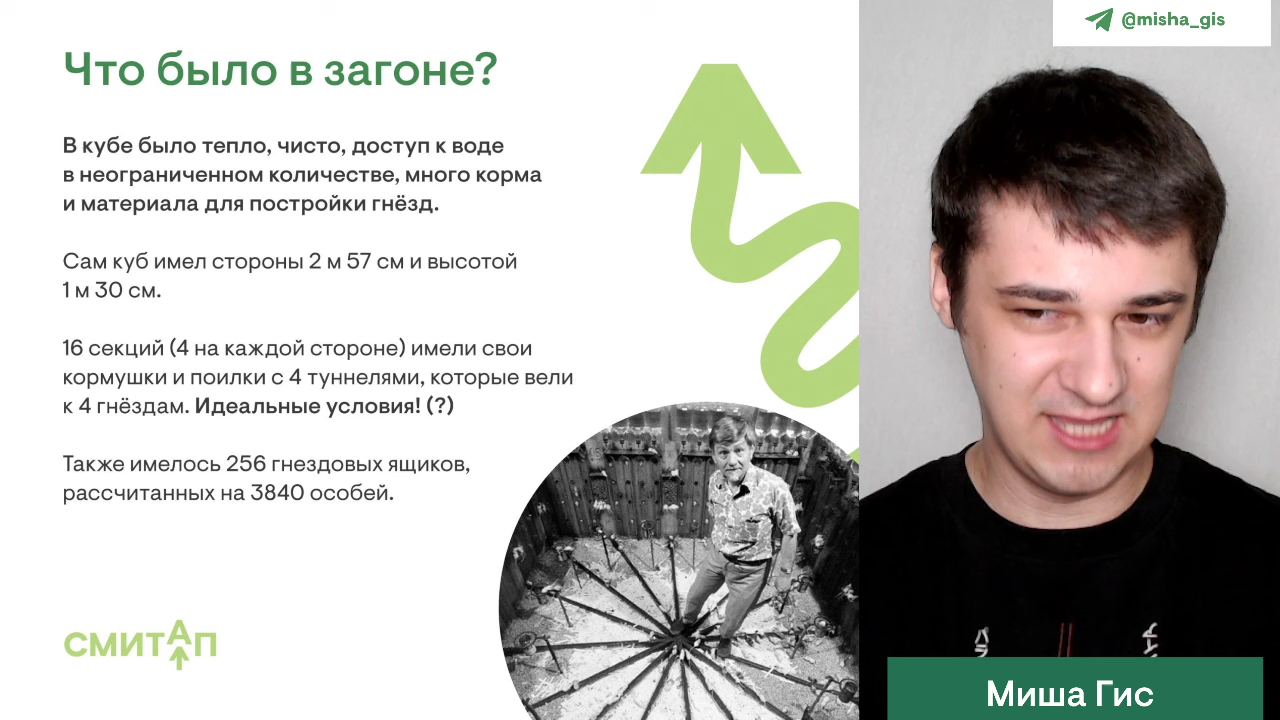 Что было в загоне?
В кубе было тепло, чисто, доступ к воде
в неограниченном количестве, много корма
и материала для постройки гнёзд.
Сам куб имел стороны 2 м 57 см и высотой
1 м 30 см.
16 секций (4 на каждой стороне) имели свои
кормушки и поилки с 4 туннелями, которые вели
к 4 гнёздам. Идеальные условия! (?)
Также имелось 256 гнездовых ящиков,
рассчитанных на 3840 особей.
СМИТАП
@misha_gis
Миша Гис